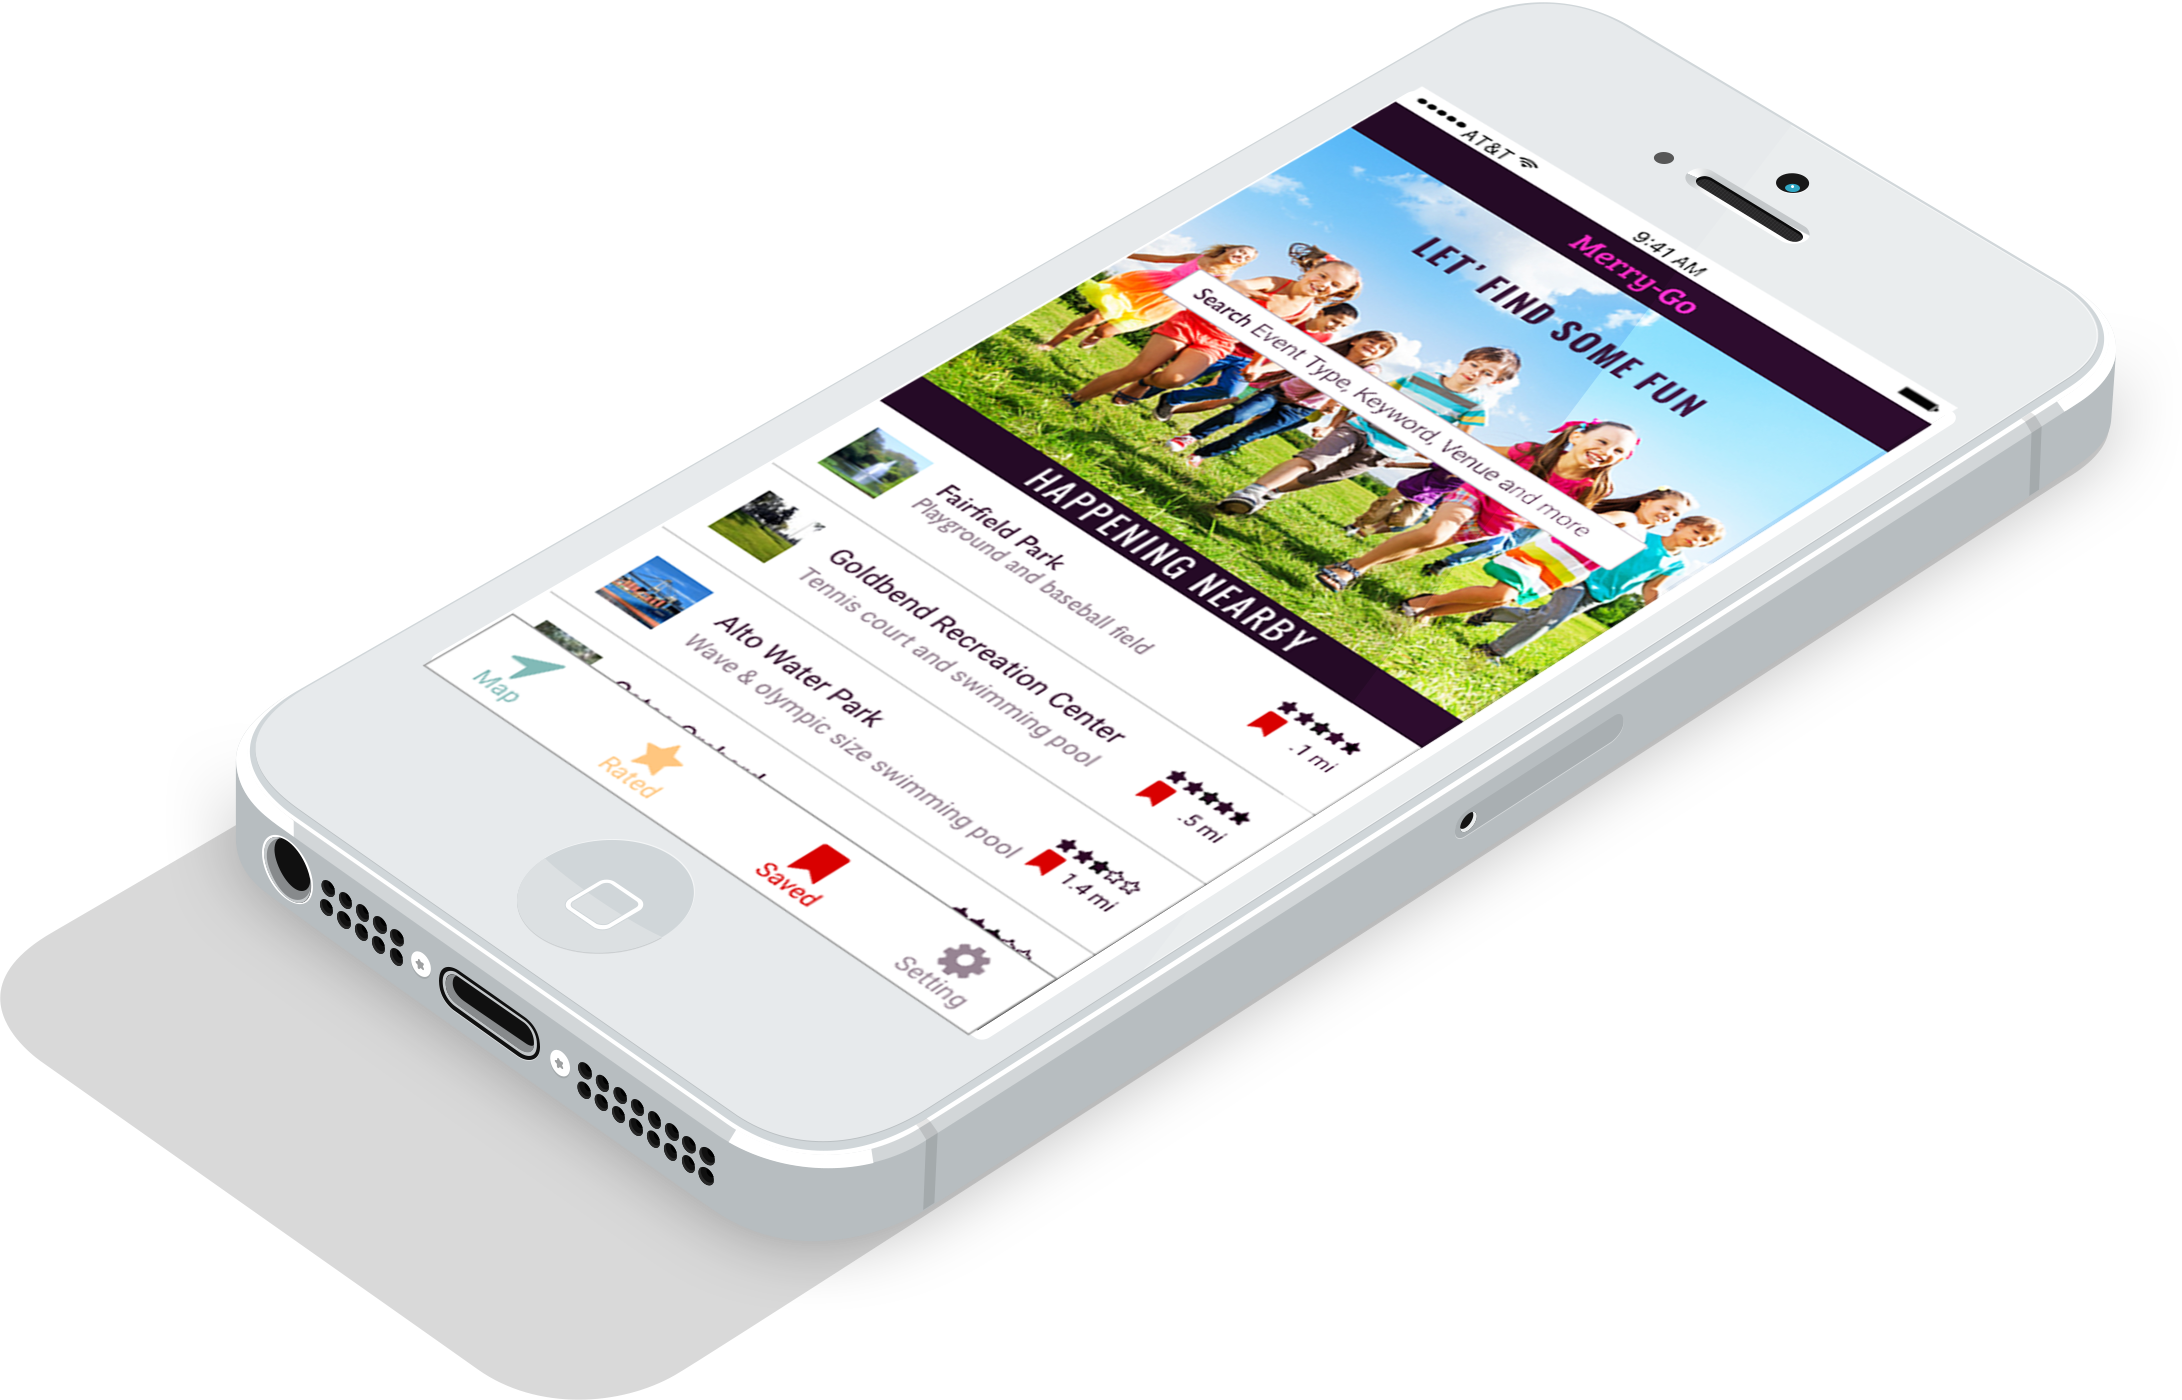 AT&T
9:41 AM
Merry-Go
LET' FIND SOME FUN
Search Event Type, Keyword, Venue and more
HAPPENING NEARBY
Fairfield Park
Playground and baseball field
.1 mi
Goldbend Recreation Center
Tennis court and swimming pool
.5 mi
Alto Water Park
Wave & olympic size swimming pool
1.4 mi
Map
Rated
Saved
Setting